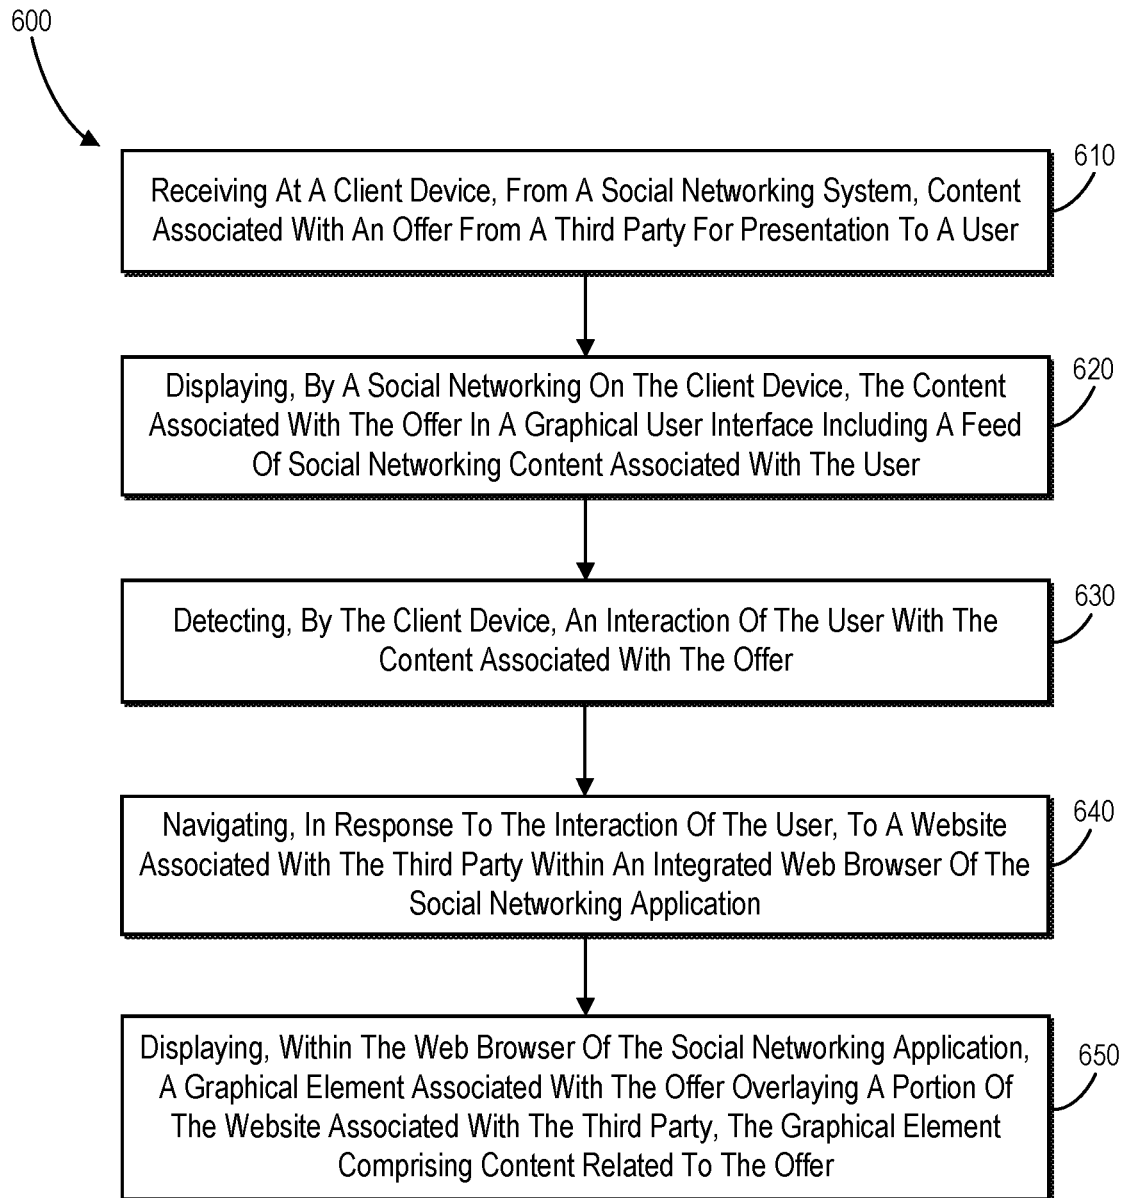 600
610
Receiving At A Client Device, From A Social Networking System, Content
Associated With An Offer From A Third Party For Presentation To A User
620
Displaying, By A Social Networking On The Client Device, The Content
Associated With The Offer In A Graphical User Interface Including A Feed
Of Social Networking Content Associated With The User
630
Detecting, By The Client Device, An Interaction Of The User With The
Content Associated With The Offer
640
Navigating, In Response To The Interaction Of The User, To A Website
Associated With The Third Party Within An Integrated Web Browser Of The
Social Networking Application
650
Displaying, Within The Web Browser Of The Social Networking Application,
A Graphical Element Associated With The Offer Overlaying A Portion Of
The Website Associated With The Third Party, The Graphical Element
Comprising Content Related To The Offer